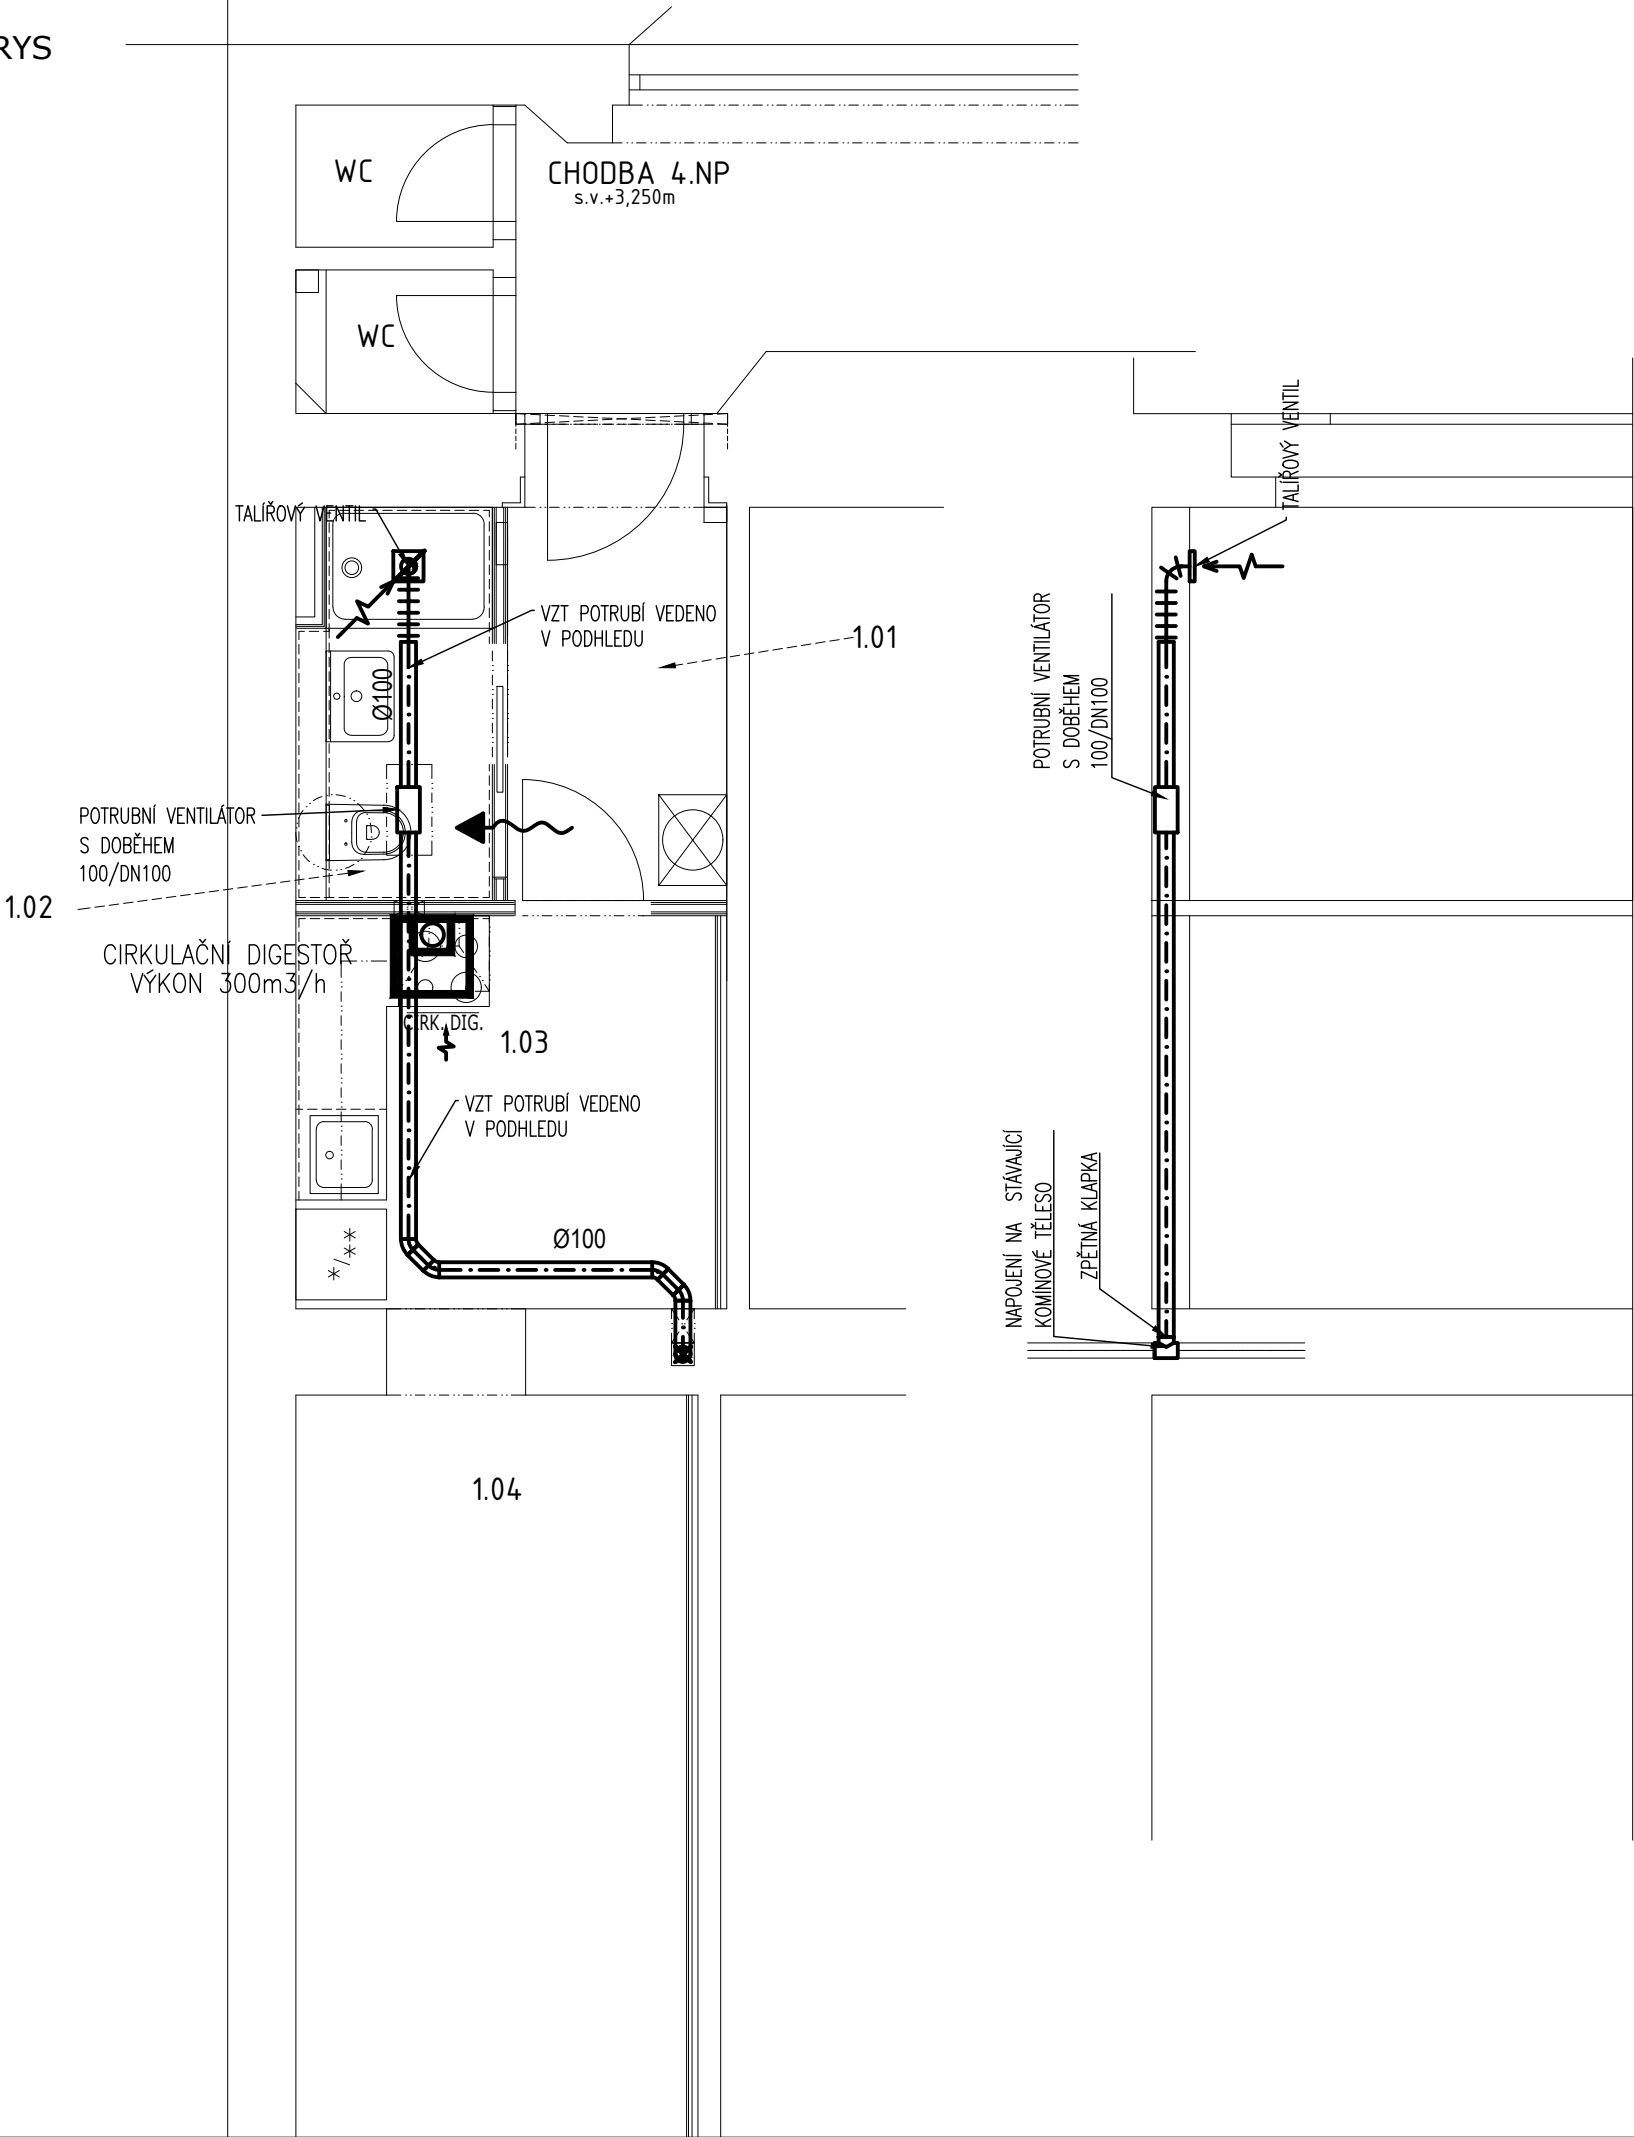 RYS
WC
CHODBA 4.NP
s.v.+3,250m
WC
TALÍŘOVÝ VENTIL
TALÍŘOVÝ VENTIL
VZT POTRUBÍ VEDENO
V PODHLEDU
1.01
Ø100
POTRUBNÍ VENTILÁTOR
S DOBĚHEM
100/DN100
POTRUBNÍ VENTILÁTOR
S DOBĚHEM
100/DN100
1.02
CIRKULAČNÍ DIGESTOŘ
VÝKON 300m3/h
CIRK. DIG.
1.03
VZT POTRUBÍ VEDENO
V PODHLEDU
Ø100
*/**
NAPOJENÍ NA STÁVAJÍCÍ
KOMÍNOVÉ TĚLESO
ZPĚTNÁ KLAPKA
1.04